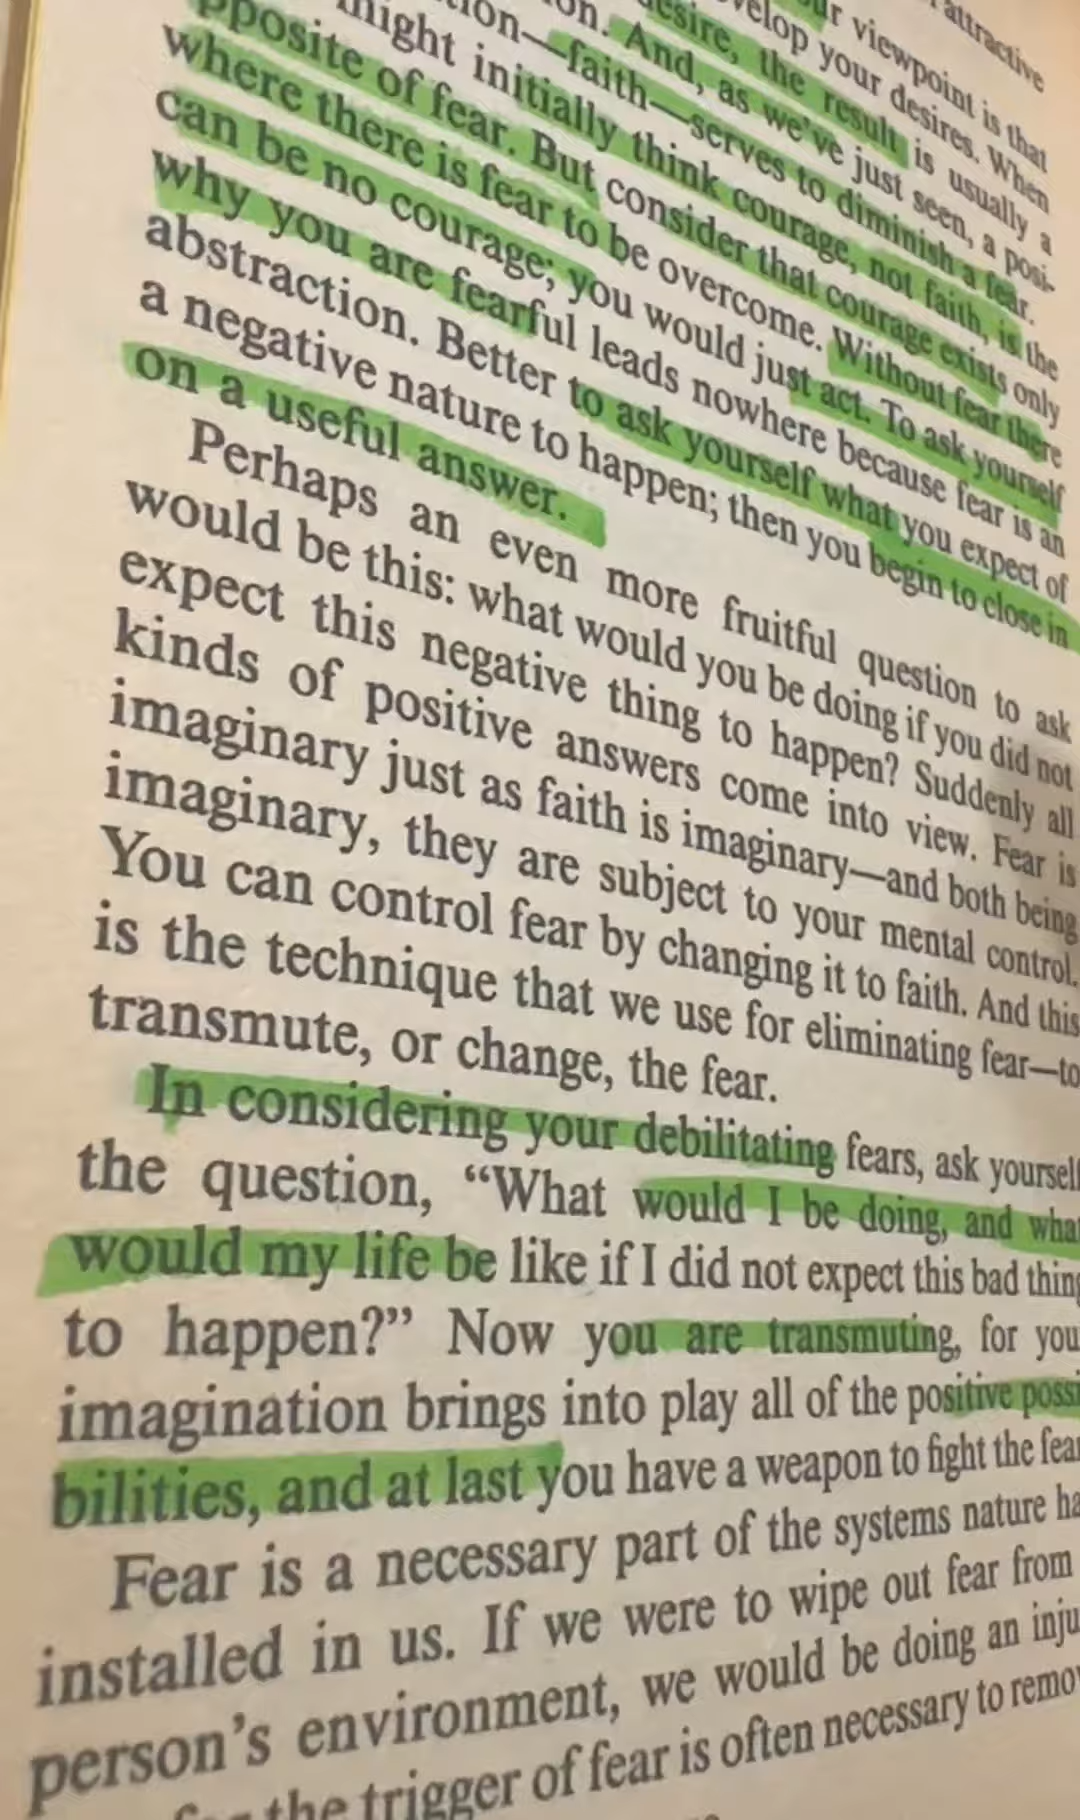 attractive
viewpoint is that
velop your desires. When
esire, the result is usually a
on. And, as we've just seen, a posi-
tion—faith—serves to diminish a fear.
might initially think courage, not faith, is the
pposite of fear. But consider that courage exists only
where there is fear to be overcome. Without fear there
can be no courage; you would just act. To ask yourself
why you are fearful leads nowhere because fear is an
abstraction. Better to ask yourself what you expect of
a negative nature to happen; then you begin to close in
on a useful answer.
Perhaps an even more fruitful question to ask
would be this: what would you be doing if you did not
expect this negative thing to happen? Suddenly all
kinds of positive answers come into view. Fear is
imaginary just as faith is imaginary—and both being
imaginary, they are subject to your mental control.
You can control fear by changing it to faith. And this
is the technique that we use for eliminating fear—to
transmute, or change, the fear.
In considering your debilitating fears, ask yourself
the question, “What would I be doing, and what
would my life be like if I did not expect this bad thing
to happen?” Now you are transmuting, for you
imagination brings into play all of the positive possi
bilities, and at last you have a weapon to fight the fear
Fear is a necessary part of the systems nature ha
installed in us. If we were to wipe out fear from
person’s environment, we would be doing an inju
the trigger of fear is often necessary to remov